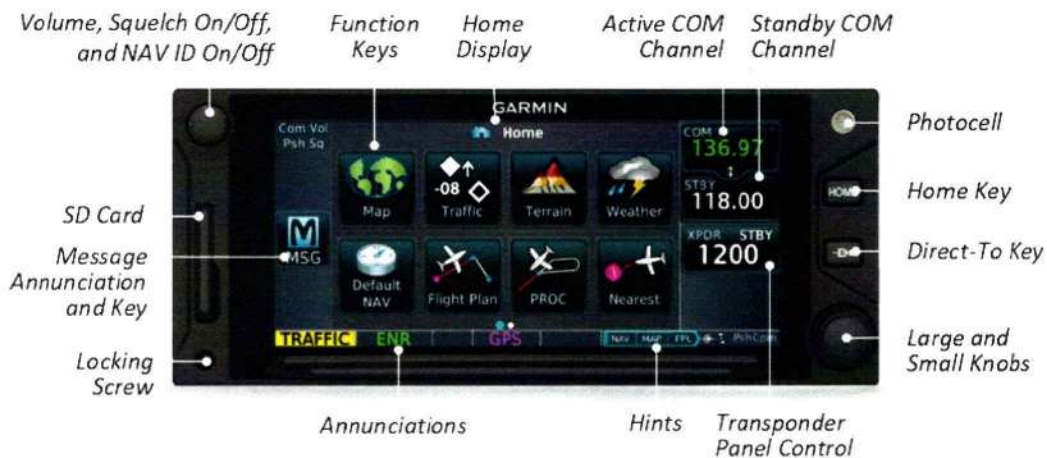 Volume, Squelch On/Off,
and NAV ID On/Off
Function
Keys
Home
Display
Active COM
Channel
Standby COM
Channel
GARMIN
Com Vol
Psh Sq
Home
COM
136.97
STBY
118.00
XPDR STBY
1200
Map
Traffic
-08
Terrain
Weather
MSG
Default
NAV
Flight Plan
PROC
Nearest
TRAFFIC ENR GPS
NAV MAP FPL
PshCom
HOME
Photocell
Home Key
Direct-To Key
Large and
Small Knobs
SD Card
Message
Annunciation
and Key
Locking
Screw
Annunciations
Hints
Transponder
Panel Control